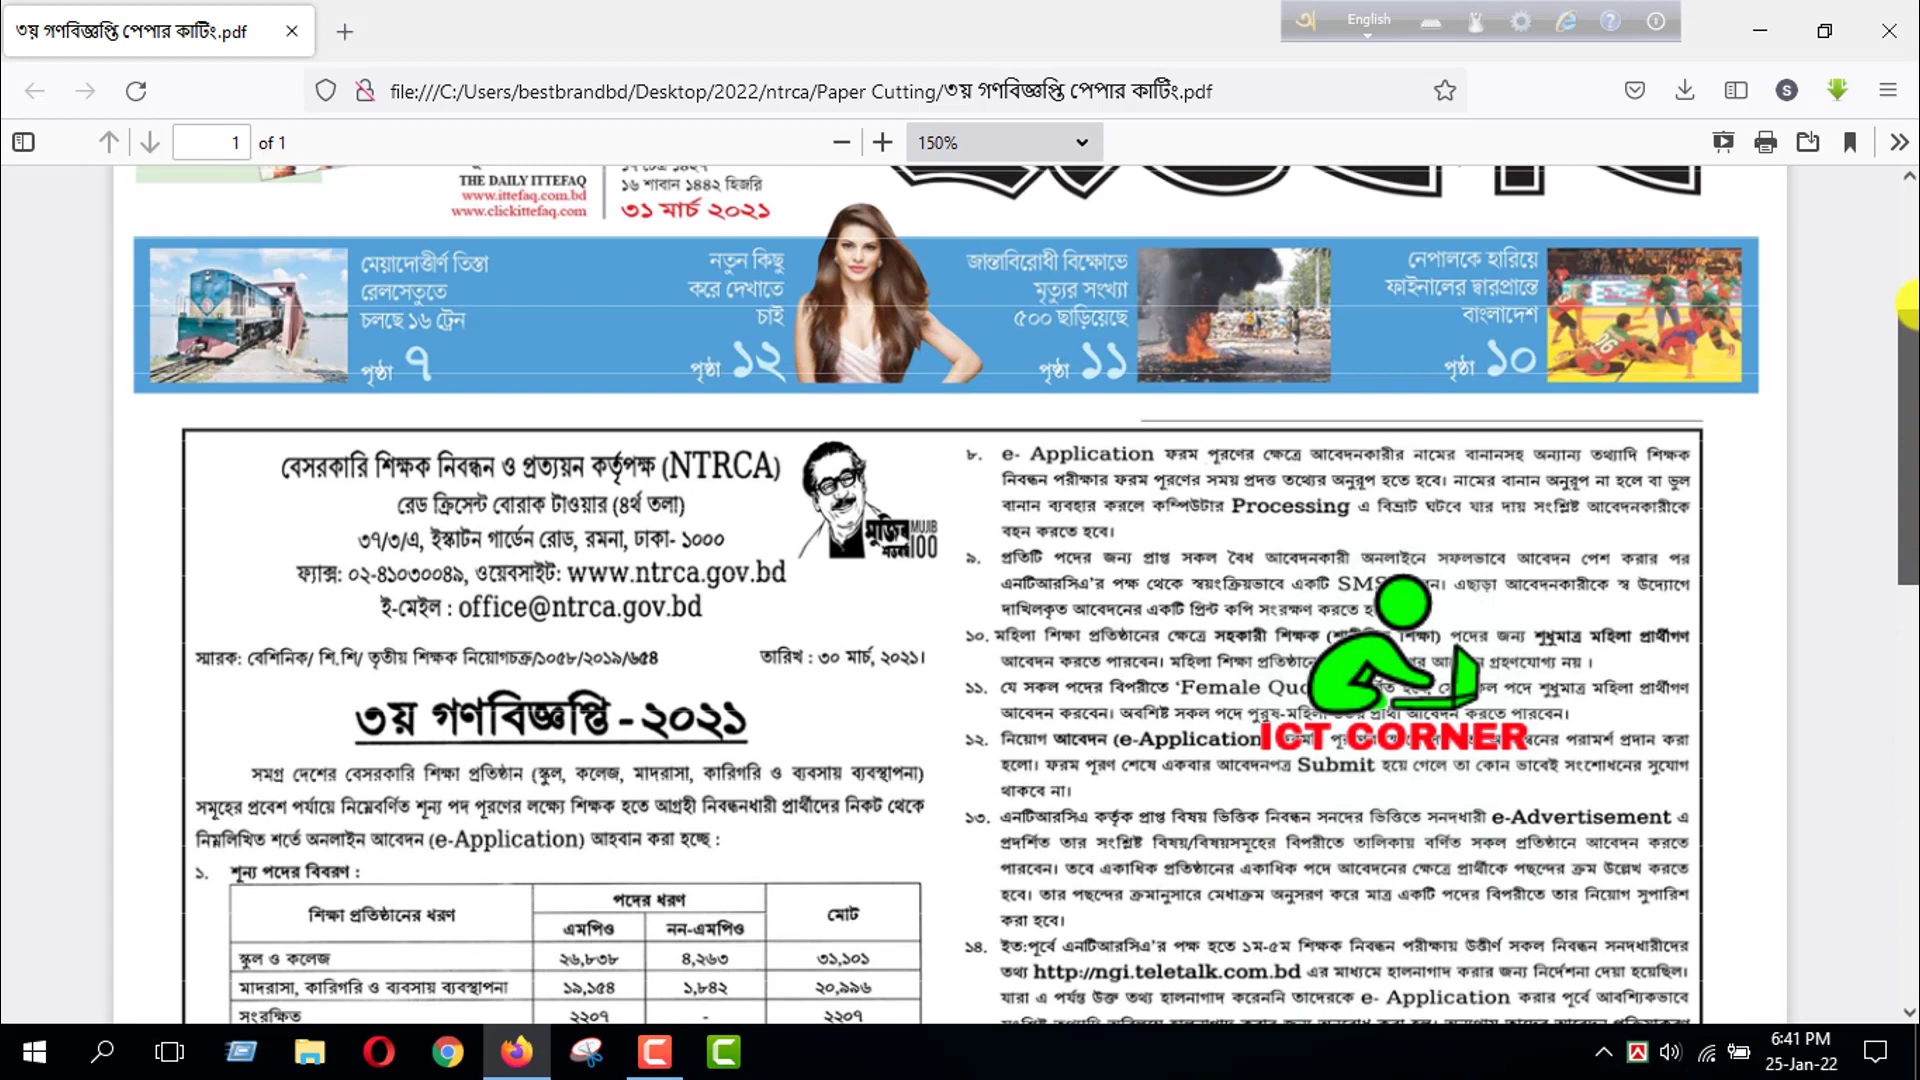 ৩য় গণবিজ্ঞপ্তি পেপার কাটিং.pdf
অ English
file:///C:/Users/bestbrandbd/Desktop/2022/ntrca/Paper Cutting/৩য় গণবিজ্ঞপ্তি পেপার কাটিং.pdf
S
1 of 1
150%
THE DAILY ITTEFAQ
www.ittefaq.com.bd
www.clickittefaq.com
১৭ চৈত্র ১৪২৭
১৬ শাবান ১৪৪২ হিজরি
৩১ মার্চ ২০২১
মেয়াদোত্তীর্ণ তিস্তা
রেলসেতুতে
চলছে ১৬ ট্রেন
পৃষ্ঠা ৭
নতুন কিছু
করে দেখাতে
চাই
পৃষ্ঠা ১২
জান্তাবিরোধী বিক্ষোভে
মৃত্যুর সংখ্যা
৫০০ ছাড়িয়েছে
পৃষ্ঠা ১১
নেপালকে হারিয়ে
ফাইনালের দ্বারপ্রান্তে
বাংলাদেশ
পৃষ্ঠা ১০
বেসরকারি শিক্ষক নিবন্ধন ও প্রত্যয়ন কর্তৃপক্ষ (NTRCA)
রেড ক্রিসেন্ট বোরাক টাওয়ার (৪র্থ তলা)
৩৭/৩/এ, ইস্কাটন গার্ডেন রোড, রমনা, ঢাকা- ১০০০
ফ্যাক্স: ০২-৪১০৩০০৪৯, ওয়েবসাইট: www.ntrca.gov.bd
ই-মেইল : office@ntrca.gov.bd
মুজিব শতবর্ষ MUJIB 100
স্মারক: বেশিনিক/ শি.শি/ তৃতীয় শিক্ষক নিয়োগচক্র/১০৫৮/২০১৯/৬৫৪ তারিখ : ৩০ মার্চ, ২০২১।
৩য় গণবিজ্ঞপ্তি -২০২১
সমগ্র দেশের বেসরকারি শিক্ষা প্রতিষ্ঠান (স্কুল, কলেজ, মাদরাসা, কারিগরি ও ব্যবসায় ব্যবস্থাপনা)
সমূহের প্রবেশ পর্যায়ে নিম্নেবর্ণিত শূন্য পদ পূরণের লক্ষ্যে শিক্ষক হতে আগ্রহী নিবন্ধনধারী প্রার্থীদের নিকট থেকে
নিম্নলিখিত শর্তে অনলাইন আবেদন (e-Application) আহবান করা হচ্ছে :
১. শূন্য পদের বিবরণ :
শিক্ষা প্রতিষ্ঠানের ধরণ পদের ধরণ মোট
এমপিও নন-এমপিও
স্কুল ও কলেজ ২৬,৮৩৮ ৪,২৬৩ ৩১,১০১
মাদরাসা, কারিগরি ও ব্যবসায় ব্যবস্থাপনা ১৯,১৫৪ ১,৮৪২ ২০,৯৯৬
সংরক্ষিত ২২০৭ - ২২০৭
৮. e- Application ফরম পূরণের ক্ষেত্রে আবেদনকারীর নামের বানানসহ অন্যান্য তথ্যাদি শিক্ষক
নিবন্ধন পরীক্ষার ফরম পূরণের সময় প্রদত্ত তথ্যের অনুরূপ হতে হবে। নামের বানান অনুরূপ না হলে বা ভুল
বানান ব্যবহার করলে কম্পিউটার Processing এ বিভ্রাট ঘটবে যার দায় সংশ্লিষ্ট আবেদনকারীকে
বহন করতে হবে।
৯. প্রতিটি পদের জন্য প্রাপ্ত সকল বৈধ আবেদনকারী অনলাইনে সফলভাবে আবেদন পেশ করার পর
এনটিআরসিএ'র পক্ষ থেকে স্বয়ংক্রিয়ভাবে একটি SMS এছাড়া আবেদনকারীকে স্ব উদ্যোগে
দাখিলকৃত আবেদনের একটি প্রিন্ট কপি সংরক্ষণ করতে
১০. মহিলা শিক্ষা প্রতিষ্ঠানের ক্ষেত্রে সহকারী শিক্ষক শিক্ষা) পদের জন্য শুধুমাত্র মহিলা প্রার্থীগণ
আবেদন করতে পারবেন। মহিলা শিক্ষা গ্রহণযোগ্য নয় ।
১১. যে সকল পদের বিপরীতে 'Female পদে শুধুমাত্র মহিলা প্রার্থীগণ
আবেদন করবেন। অবশিষ্ট সকল পদে পুরুষ-মহিলা প্রার্থী আবেদন করতে পারবেন।
ICT CORNER
১২. নিয়োগ আবেদন (e-Application) পরামর্শ প্রদান করা
হলো। ফরম পূরণ শেষে একবার আবেদনপত্র Submit হয়ে গেলে তা কোন ভাবেই সংশোধনের সুযোগ
থাকবে না।
১৩. এনটিআরসিএ কর্তৃক প্রাপ্ত বিষয় ভিত্তিক নিবন্ধন সনদের ভিত্তিতে সনদধারী e-Advertisement এ
প্রদর্শিত তার সংশ্লিষ্ট বিষয়/বিষয়সমূহের বিপরীতে তালিকায় বর্ণিত সকল প্রতিষ্ঠানে আবেদন করতে
পারবেন। তবে একাধিক প্রতিষ্ঠানের একাধিক পদে আবেদনের ক্ষেত্রে প্রার্থীকে পছন্দের ক্রম উল্লেখ করতে
হবে। তার পছন্দের ক্রমানুসারে মেধাক্রম অনুসরণ করে মাত্র একটি পদের বিপরীতে তার নিয়োগ সুপারিশ
করা হবে।
১৪. ইত:পূর্বে এনটিআরসিএ'র পক্ষ হতে ১ম-৫ম শিক্ষক নিবন্ধন পরীক্ষায় উত্তীর্ণ সকল নিবন্ধন সনদধারীদের
তথ্য http://ngi.teletalk.com.bd এর মাধ্যমে হালনাগাদ করার জন্য নির্দেশনা দেয়া হয়েছিল।
যারা এ পর্যন্ত উক্ত তথ্য হালনাগাদ করেননি তাদেরকে e- Application করার পূর্বে আবশ্যিকভাবে
6:41 PM
25-Jan-22